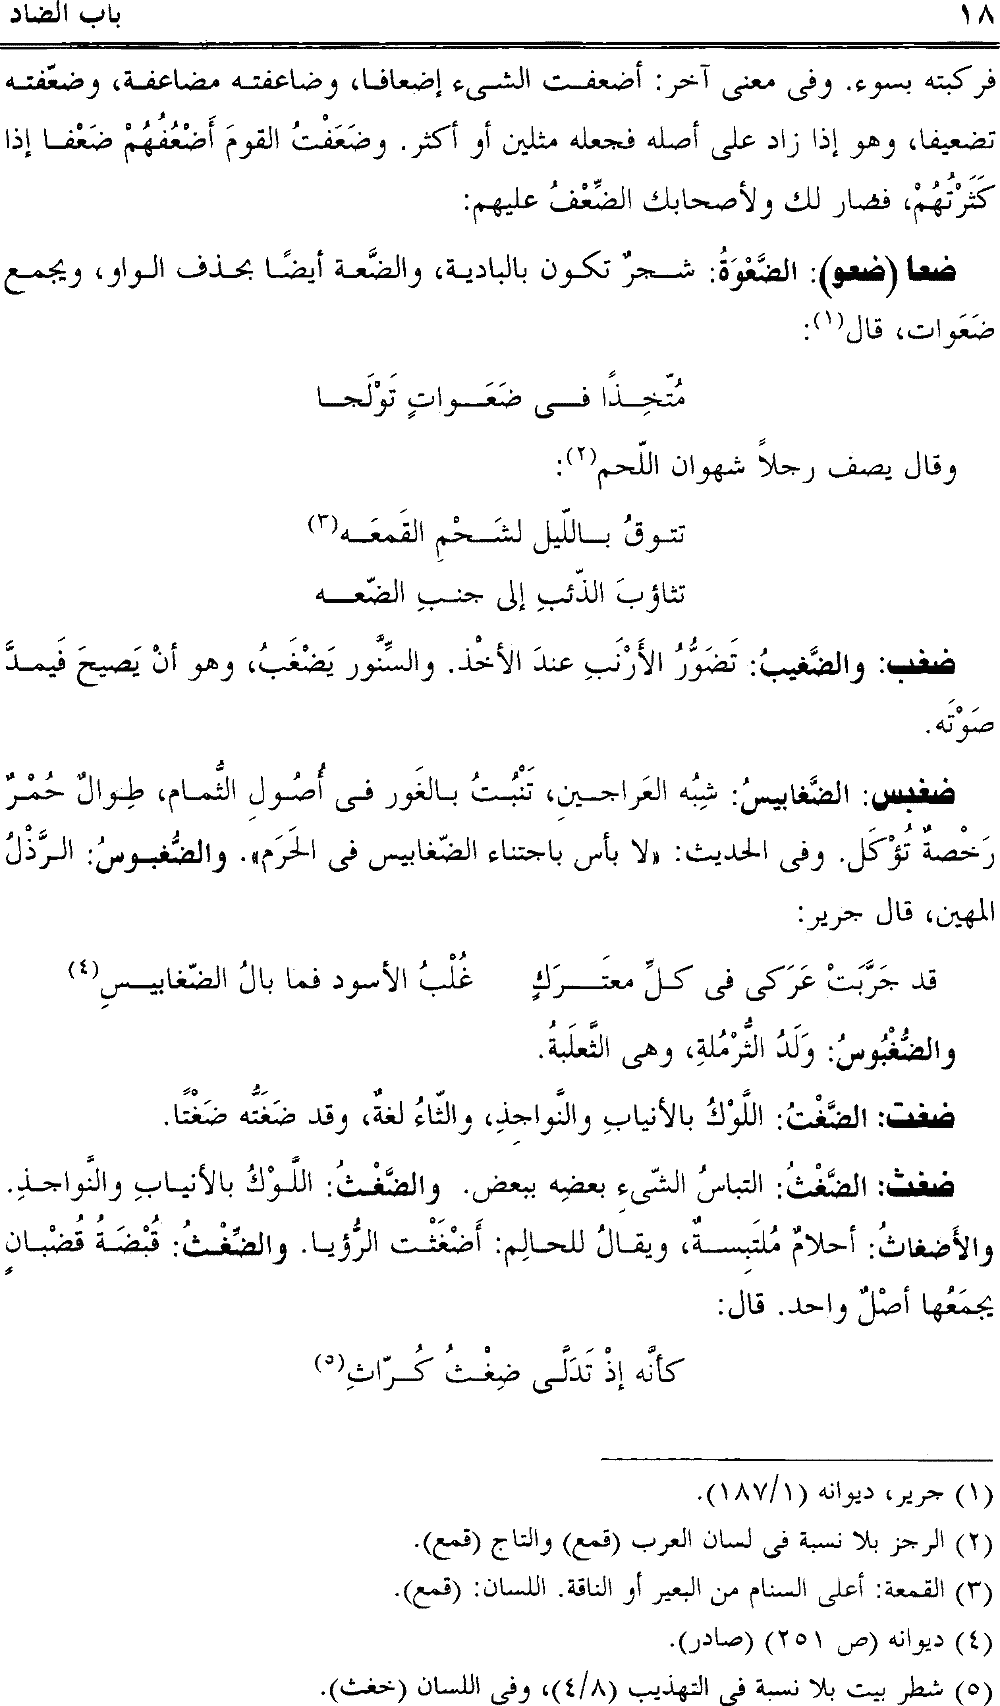 ١٨ باب الضاد
فركبته بسوء. وفى معنى آخر: أضعفت الشىء إضعافا، وضاعفته مضاعفة، وضعّفته
تضعيفا، وهو إذا زاد على أصله فجعله مثلين أو أكثر. وضَعَفْتُ القومَ أَضْعُفُهُمْ ضَعْفا إذا
كَثَرْتُهُمْ، فصار لك ولأصحابك الضِّعْفُ عليهم:
ضعا (ضعو): الضَّعْوَةُ: شجرٌ تكون بالبادية، والضَّعة أيضًا بحذف الواو، ويجمع
ضَعَوات، قال(١):
مُتّخِذًا فى ضَعَواتٍ تَوْلَجا
وقال يصف رجلاً شهوان اللّحم(٢):
تتوقُ باللّيل لشَحْمِ القَمعَه(٣)
تثاؤبَ الذّئبِ إلى جنبِ الضّعه
ضغب: والضَّغيبُ: تَضَوُّرُ الأَرْنَبِ عندَ الأخْذ. والسِّنَّور يَضْغَبُ، وهو أنْ يَصيحَ فَيمدَّ
صَوْتَه.
ضغبس: الضَّغابيسُ: شِبْه العَراجينِ، تَنْبُتُ بالغَور فى أُصُولِ الثُّمام، طِوالٌ حُمْرٌ
رَخْصةٌ تُؤْكَل. وفى الحديث: «لا بأس باجتناء الضّغابيس فى الحَرَم». والضُّغبوسُ: الرَّذْلُ
المهين، قال جرير:
قد جَرَّبَتْ عَرَكى فى كلِّ معتَركٍ غُلْبُ الأسود فما بالُ الضّغابيسِ(٤)
والضُّغْبُوسُ: وَلَدُ الثُّرْمُلةِ، وهى الثَّعلَبةُ.
ضغت: الضَّغْتُ: اللَّوْكُ بالأنيابِ والنَّواجذِ، والثّاءُ لغةٌ، وقد ضَغَتَّه ضَغْتًا.
ضغث: الضَّغْثُ: التباسُ الشّىءِ بعضِه ببعض. والضَّغْثُ: اللَّوْكُ بالأنيابِ والنَّواجذِ.
والأَضغاثُ: أحلامٌ مُلتَبِسةٌ، ويقالُ للحالِم: أَضْغَثْت الرُّؤيا. والضِّغْثُ: قُبْضَةُ قُضْبانٍ
يجمَعُها أصْلٌ واحد. قال:
كأنَّه إذْ تَدَلَّى ضِغْثُ كُرّاثِ(٥)
(١) جرير، ديوانه (١٨٧/١).
(٢) الرجز بلا نسبة فى لسان العرب (قمع) والتاج (قمع).
(٣) القمعة: أعلى السنام من البعير أو الناقة. اللسان: (قمع).
(٤) ديوانه (ص ٢٥١) (صادر).
(٥) شطر بيت بلا نسبة فى التهذيب (٤/٨)، وفى اللسان (خغث).